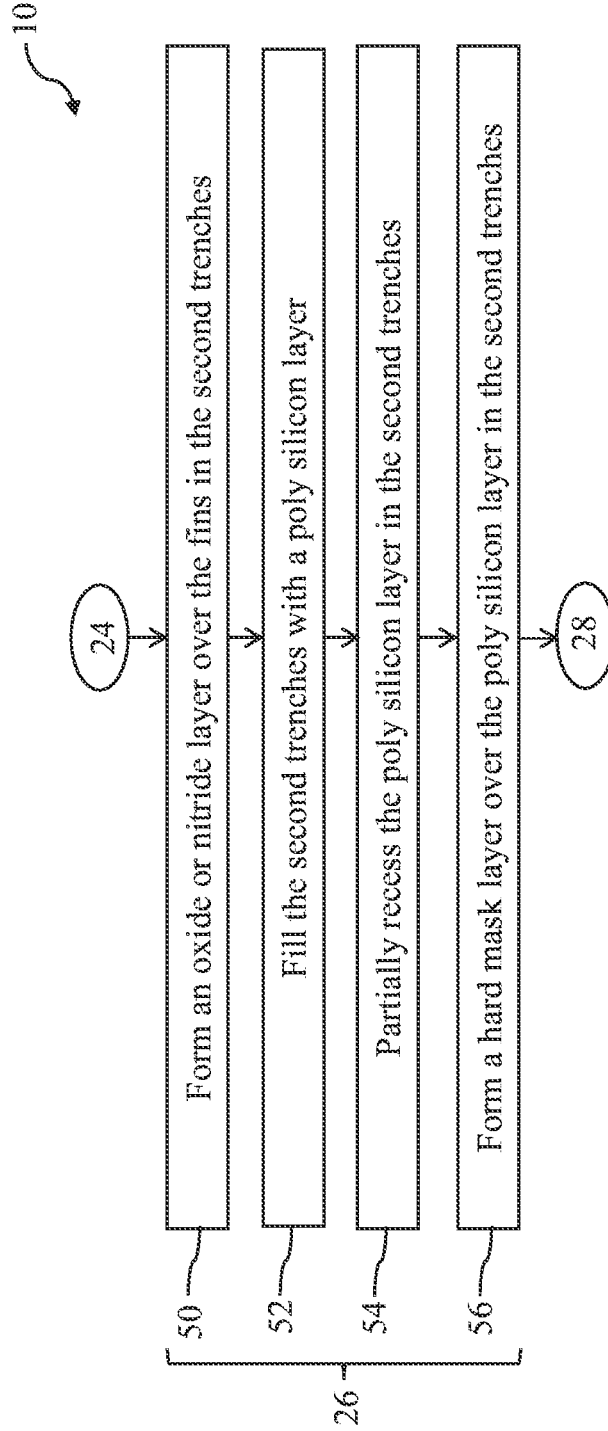 10
24
50
Form an oxide or nitride layer over the fins in the second trenches
52
Fill the second trenches with a poly silicon layer
26
54
Partially recess the poly silicon layer in the second trenches
56
Form a hard mask layer over the poly silicon layer in the second trenches
28